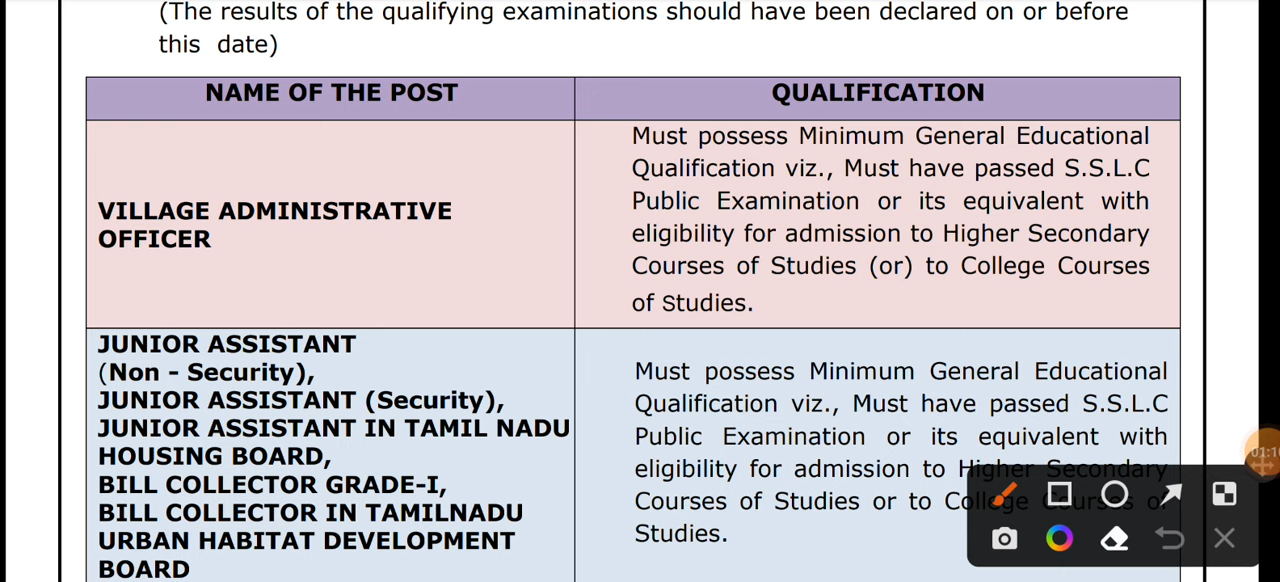 (The results of the qualifying examinations should have been declared on or before
this date)
NAME OF THE POST
QUALIFICATION
VILLAGE ADMINISTRATIVE
OFFICER
Must possess Minimum General Educational
Qualification viz., Must have passed S.S.L.C
Public Examination or its equivalent with
eligibility for admission to Higher Secondary
Courses of Studies (or) to College Courses
of Studies.
JUNIOR ASSISTANT
(Non - Security),
JUNIOR ASSISTANT (Security),
JUNIOR ASSISTANT IN TAMIL NADU
HOUSING BOARD,
BILL COLLECTOR GRADE-I,
BILL COLLECTOR IN TAMILNADU
URBAN HABITAT DEVELOPMENT
BOARD
Must possess Minimum General Educational
Qualification viz., Must have passed S.S.L.C
Public Examination or its equivalent with
eligibility for admission to Higher Secondary
Courses of Studies or to College Courses of
Studies.